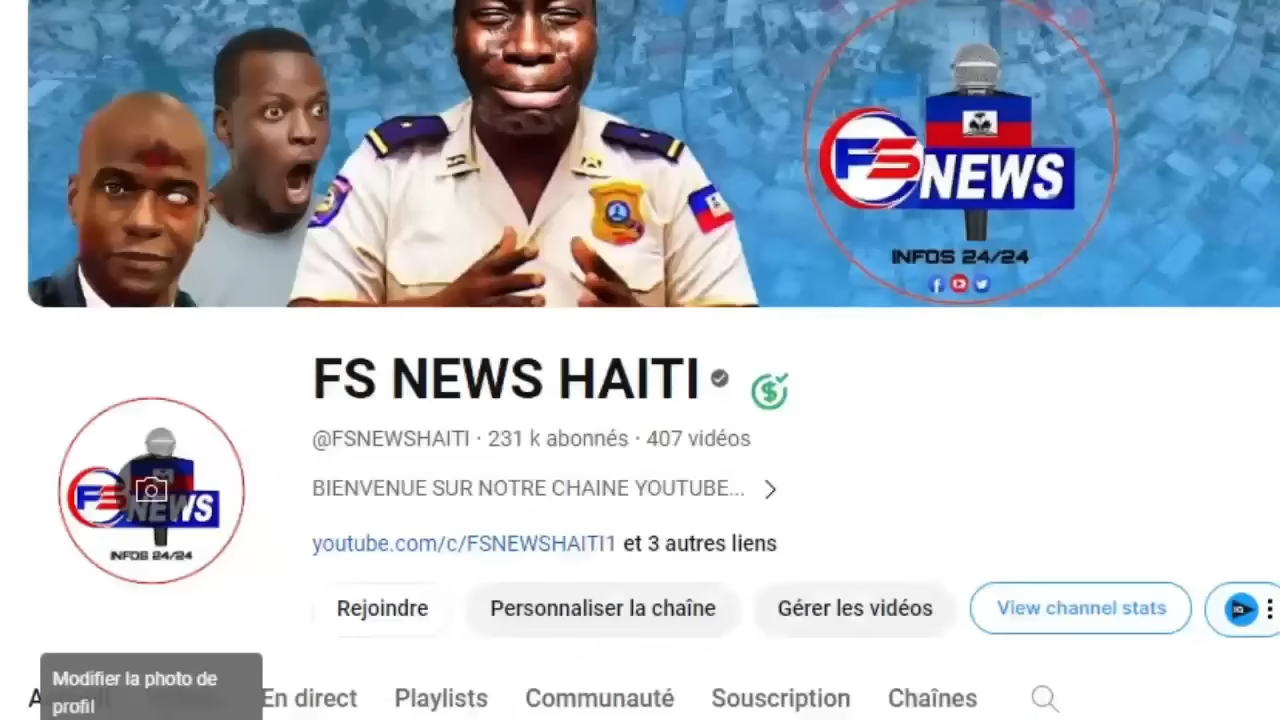 FS NEWS
INFOS 24/24
FS NEWS HAITI
@FSNEWSHAITI · 231 k abonnés · 407 vidéos
BIENVENUE SUR NOTRE CHAINE YOUTUBE...
youtube.com/c/FSNEWSHAITI1 et 3 autres liens
FS NEWS
INFOS 24/24
Rejoindre Personnaliser la chaîne Gérer les vidéos View channel stats
Modifier la photo de
profil
En direct Playlists Communauté Souscription Chaînes